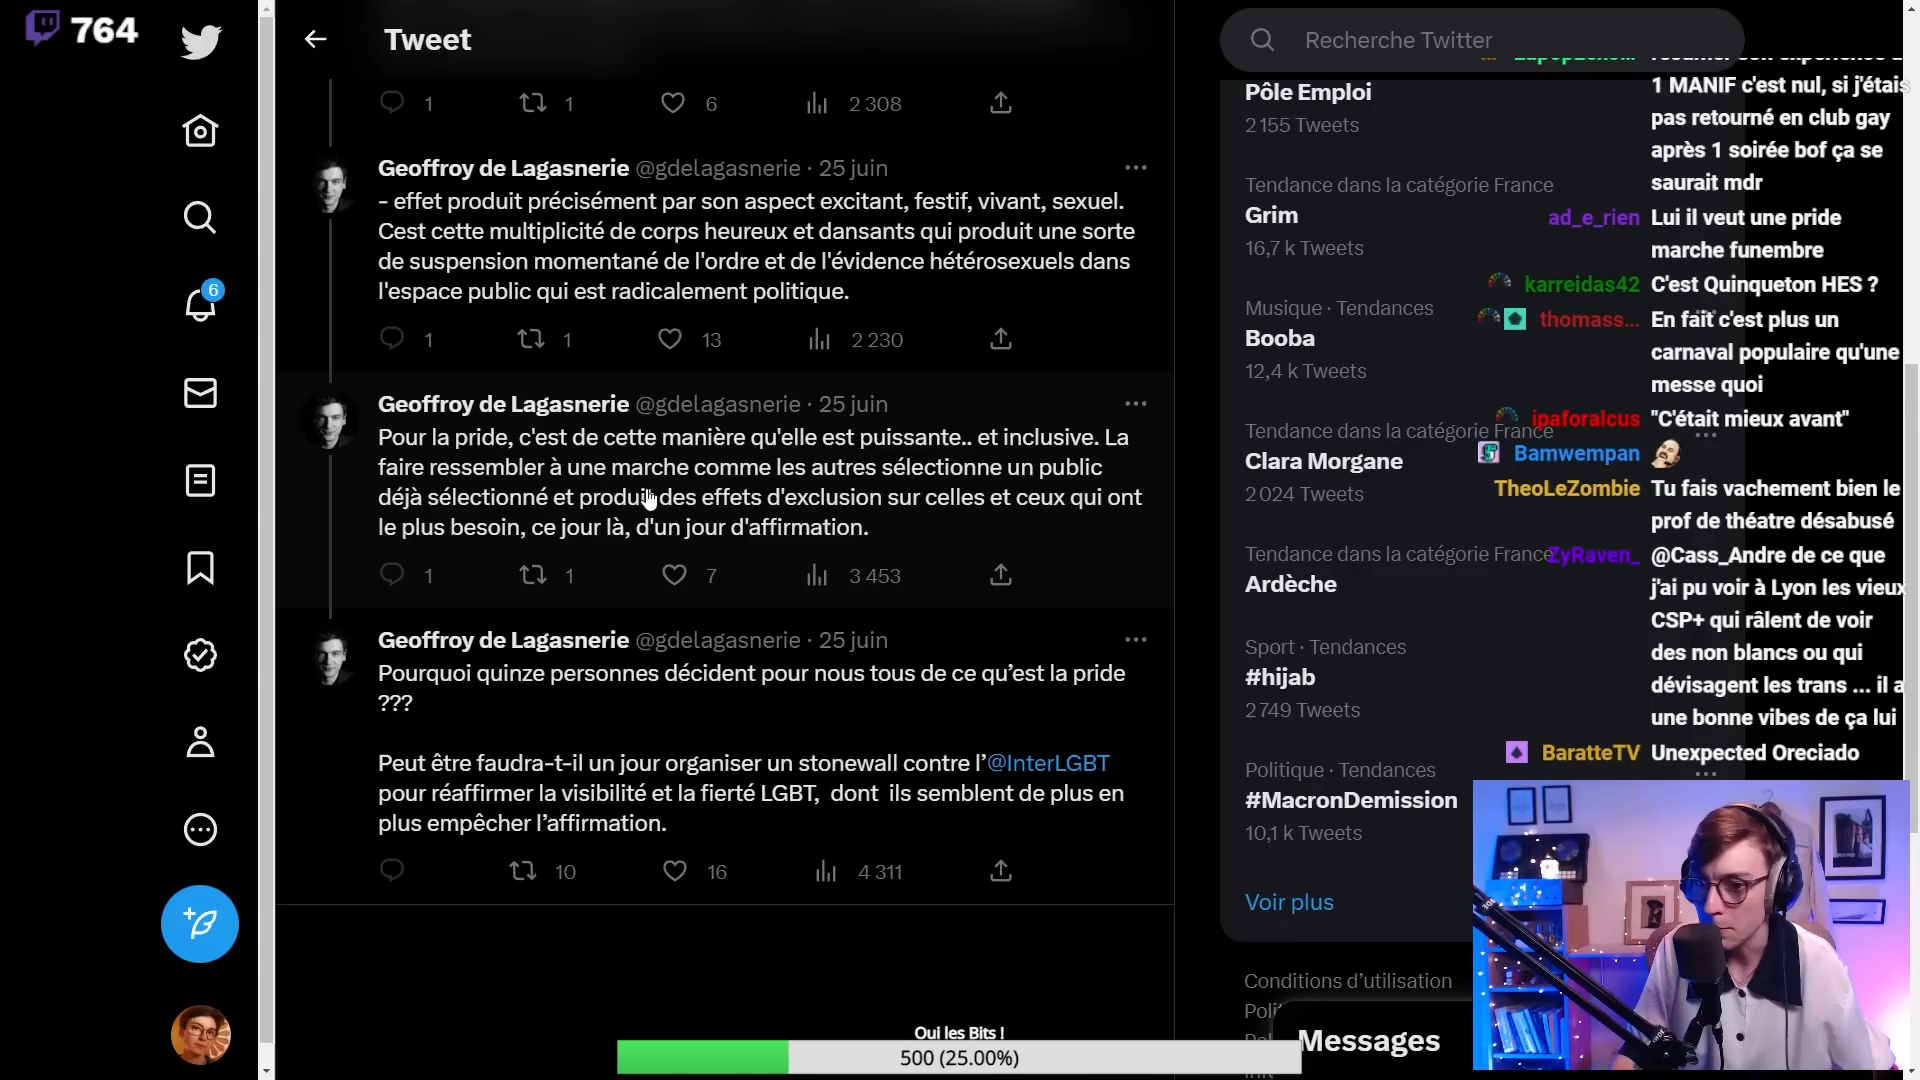 764
Tweet
1 1 6 2 308
Geoffroy de Lagasnerie @gdelagasnerie · 25 juin
- effet produit précisément par son aspect excitant, festif, vivant, sexuel.
Cest cette multiplicité de corps heureux et dansants qui produit une sorte
de suspension momentané de l'ordre et de l'évidence hétérosexuels dans
l'espace public qui est radicalement politique.
1 1 13 2 230
Geoffroy de Lagasnerie @gdelagasnerie · 25 juin
Pour la pride, c'est de cette manière qu'elle est puissante.. et inclusive. La
faire ressembler à une marche comme les autres sélectionne un public
déjà sélectionné et produit des effets d'exclusion sur celles et ceux qui ont
le plus besoin, ce jour là, d'un jour d'affirmation.
1 1 7 3 453
Geoffroy de Lagasnerie @gdelagasnerie · 25 juin
Pourquoi quinze personnes décident pour nous tous de ce qu’est la pride
???
Peut être faudra-t-il un jour organiser un stonewall contre l’@InterLGBT
pour réaffirmer la visibilité et la fierté LGBT, dont ils semblent de plus en
plus empêcher l’affirmation.
10 16 4 311
6
Recherche Twitter
Pôle Emploi
2 155 Tweets
Tendance dans la catégorie France
Grim
16,7 k Tweets
Musique · Tendances
Booba
12,4 k Tweets
Tendance dans la catégorie France
Clara Morgane
2 024 Tweets
Tendance dans la catégorie France
Ardèche
Sport · Tendances
#hijab
2 749 Tweets
Politique · Tendances
#MacronDemission
10,1 k Tweets
Voir plus
Conditions d’utilisation
Messages
1 MANIF c'est nul, si j'étais
pas retourné en club gay
après 1 soirée bof ça se
saurait mdr
ad_e_rien Lui il veut une pride
marche funembre
karreidas42 C'est Quinqueton HES ?
thomass... En fait c'est plus un
carnaval populaire qu'une
messe quoi
ipaforalcus "C'était mieux avant"
Bamwempan
TheoLeZombie Tu fais vachement bien le
prof de théatre désabusé
ZyRaven_ @Cass_Andre de ce que
j'ai pu voir à Lyon les vieux
CSP+ qui râlent de voir
des non blancs ou qui
dévisagent les trans ... il a
une bonne vibes de ça lui
BaratteTV Unexpected Oreciado
Oui les Bits !
500 (25.00%)